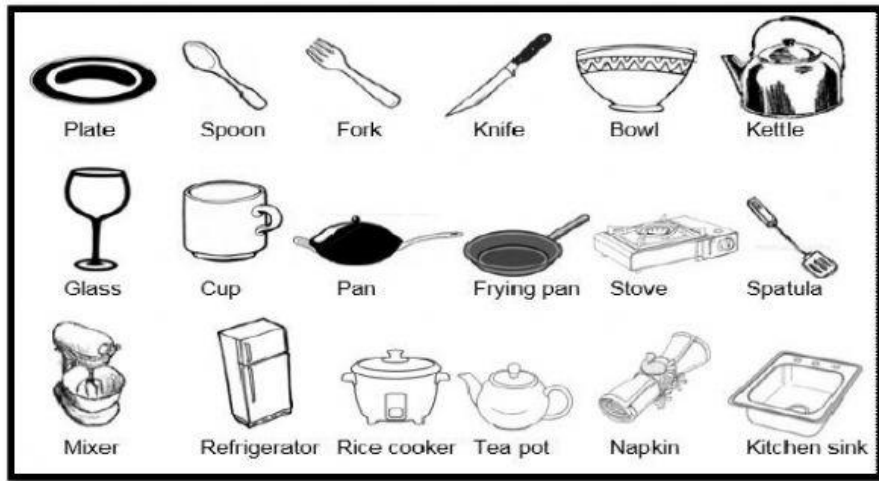 Plate Spoon Fork Knife Bowl Kettle
Glass Cup Pan Frying pan Stove Spatula
Mixer Refrigerator Rice cooker Tea pot Napkin Kitchen sink